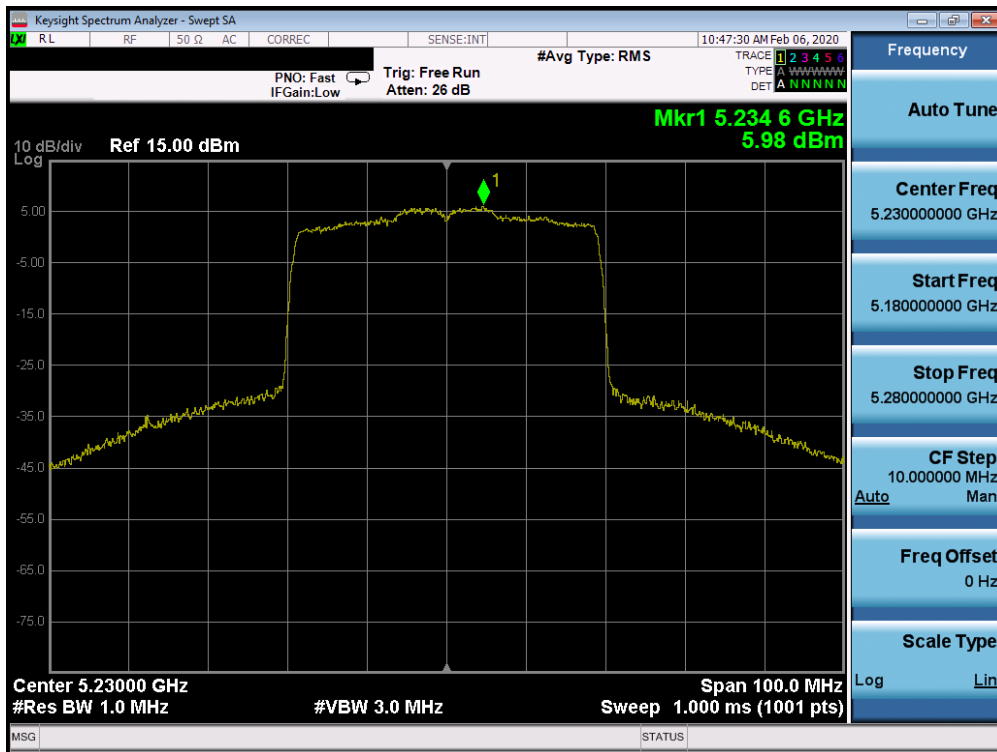 Keysight Spectrum Analyzer - Swept SA
LXI RL RF 50 Ω AC CORREC SENSE:INT 10:47:30 AM Feb 06, 2020
#Avg Type: RMS TRACE 1 2 3 4 5 6
PNO: Fast Trig: Free Run TYPE A WWWWW
IFGain:Low Atten: 26 dB DET A N N N N N
Mkr1 5.234 6 GHz
5.98 dBm
10 dB/div Ref 15.00 dBm
Log
1
5.00
-5.00
-15.0
-25.0
-35.0
-45.0
-55.0
-65.0
-75.0
Center 5.23000 GHz Span 100.0 MHz
#Res BW 1.0 MHz #VBW 3.0 MHz Sweep 1.000 ms (1001 pts)
MSG STATUS
Frequency
Auto Tune
Center Freq
5.230000000 GHz
Start Freq
5.180000000 GHz
Stop Freq
5.280000000 GHz
CF Step
10.000000 MHz
Auto Man
Freq Offset
0 Hz
Scale Type
Log Lin